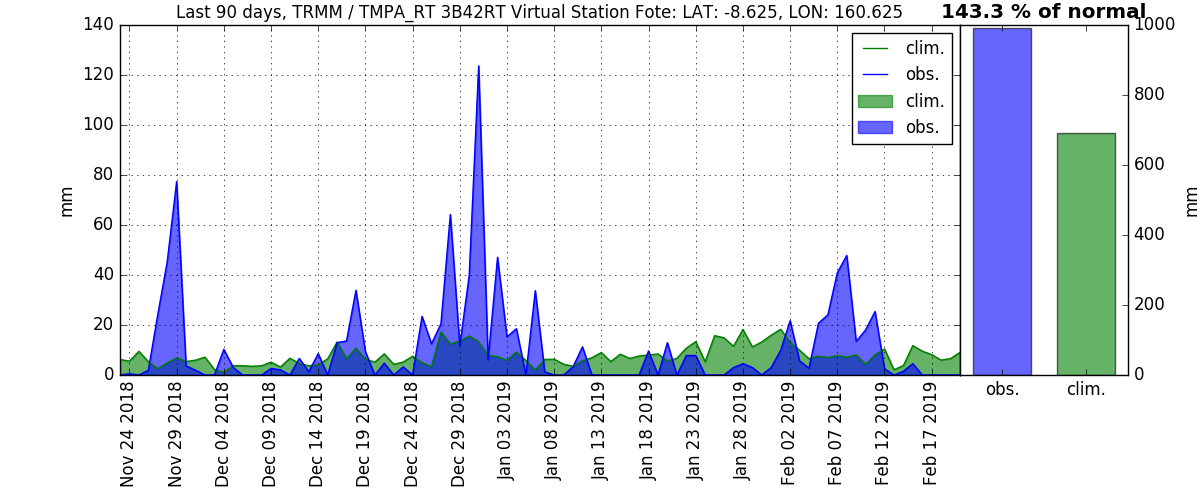 Last 90 days, TRMM / TMPA_RT 3B42RT Virtual Station Fote: LAT: -8.625, LON: 160.625
143.3 % of normal
140
120
100
80
60
40
20
0
mm
clim.
obs.
clim.
obs.
1000
800
600
400
200
0
mm
Nov 24 2018
Nov 29 2018
Dec 04 2018
Dec 09 2018
Dec 14 2018
Dec 19 2018
Dec 24 2018
Dec 29 2018
Jan 03 2019
Jan 08 2019
Jan 13 2019
Jan 18 2019
Jan 23 2019
Jan 28 2019
Feb 02 2019
Feb 07 2019
Feb 12 2019
Feb 17 2019
obs.
clim.